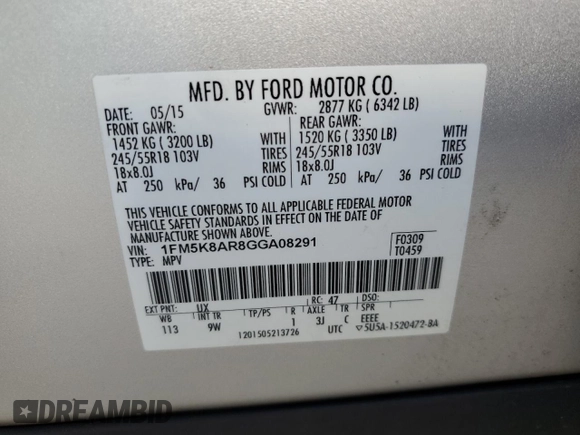 MFD. BY FORD MOTOR CO.
DATE: 05/15 GVWR: 2877 KG ( 6342 LB)
FRONT GAWR: REAR GAWR:
1452 KG ( 3200 LB) WITH 1520 KG ( 3350 LB) WITH
245/55R18 103V TIRES 245/55R18 103V TIRES
18x8.0J RIMS 18x8.0J RIMS
AT 250 kPa/ 36 PSI COLD AT 250 kPa/ 36 PSI COLD
THIS VEHICLE CONFORMS TO ALL APPLICABLE FEDERAL MOTOR
VEHICLE SAFETY STANDARDS IN EFFECT ON THE DATE OF
MANUFACTURE SHOWN ABOVE.
VIN: 1FM5K8AR8GGA08291 F0309
TYPE: MPV T0459
EXT PNT: UX RC: 47 DSO:
WB INT TR TP/PS R AXLE TR SPR
113 9W 1 3J C EEEE
1201505213726 UTC ▽5USA-1520472-BA
DREAMBID